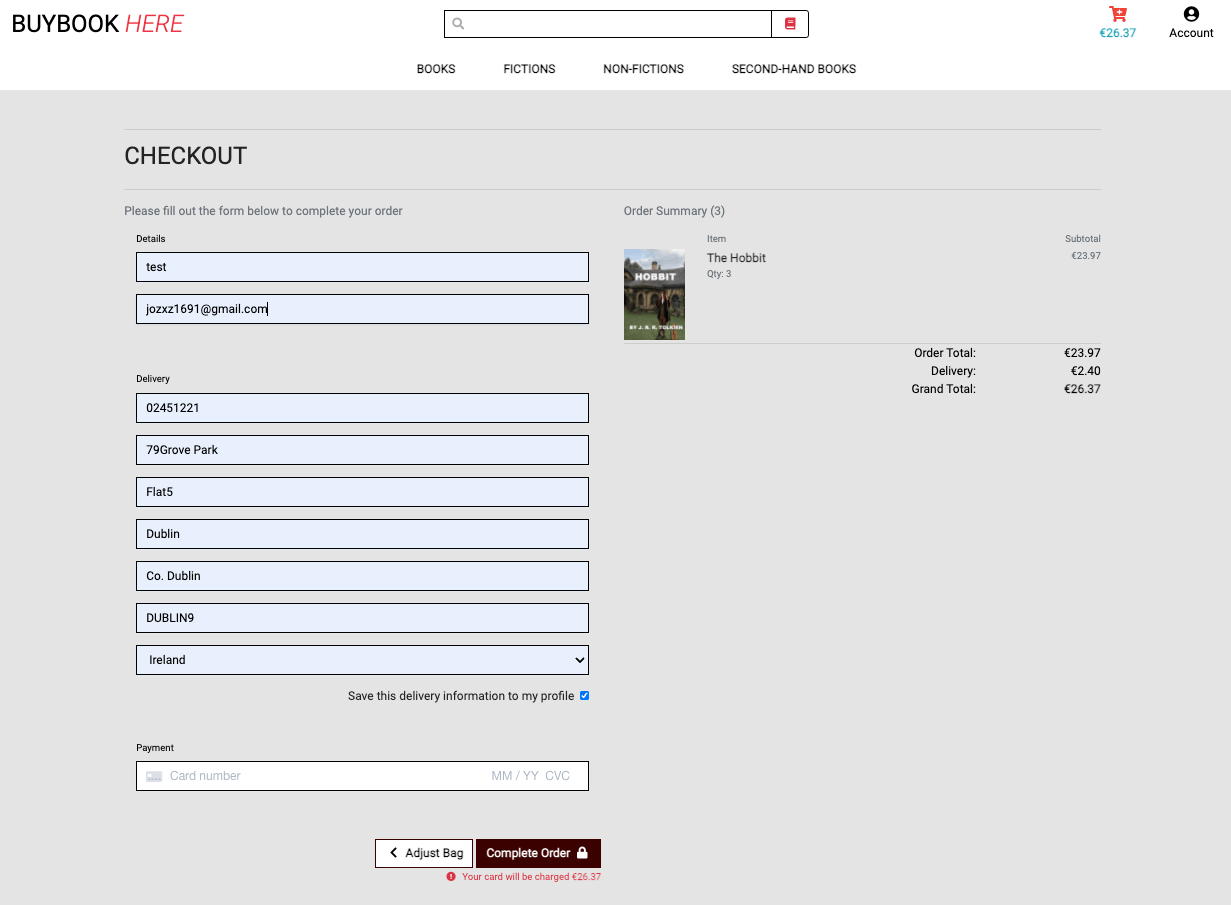 BUYBOOK HERE
€26.37
Account
BOOKS FICTIONS NON-FICTIONS SECOND-HAND BOOKS
CHECKOUT
Please fill out the form below to complete your order
Details
test
jozxz1691@gmail.com
Delivery
02451221
79Grove Park
Flat5
Dublin
Co. Dublin
DUBLIN9
Ireland
Save this delivery information to my profile
Payment
Card number MM / YY CVC
Adjust Bag Complete Order
Your card will be charged €26.37
Order Summary (3)
Item Subtotal
HOBBIT
BY J. R. R. TOLKIEN
The Hobbit €23.97
Qty: 3
Order Total: €23.97
Delivery: €2.40
Grand Total: €26.37